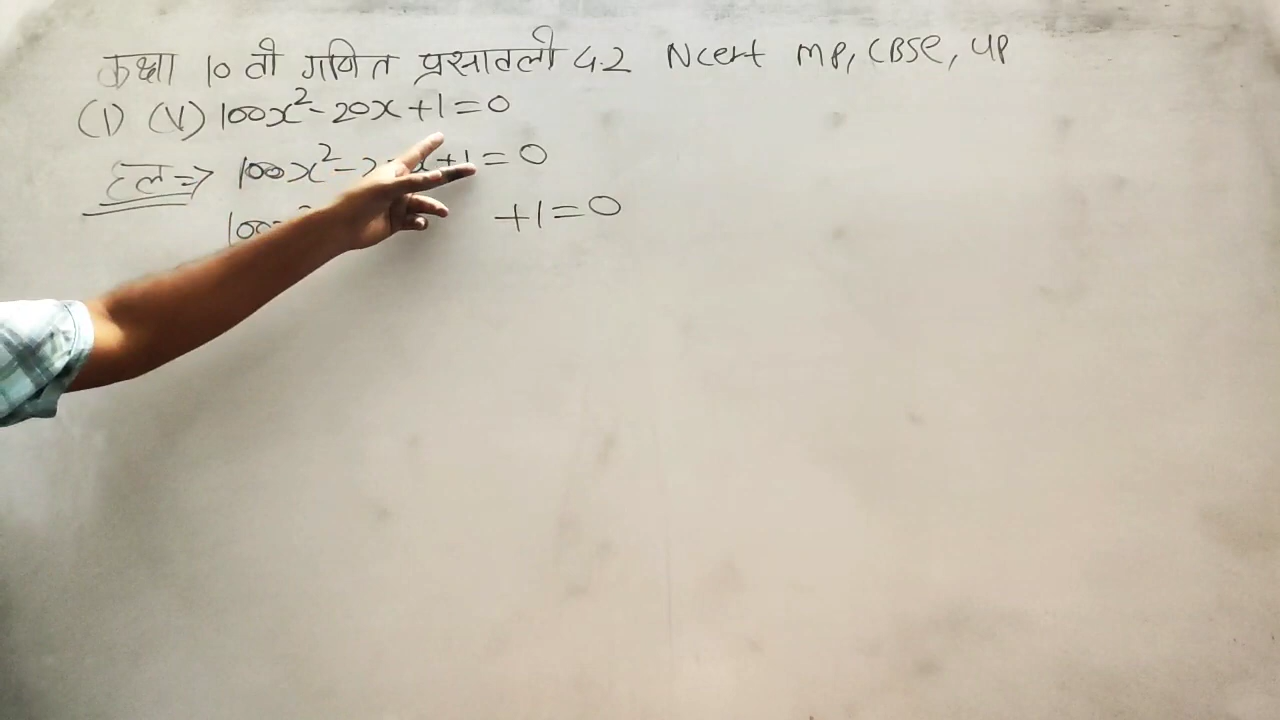 कक्षा 10 वी गणित प्रसावली 4.2 Ncert MP, CBSE, UP
(1) (V) 100x²-20x+1=0
हल=> 100x²-2 x+1=0
100 +1=0